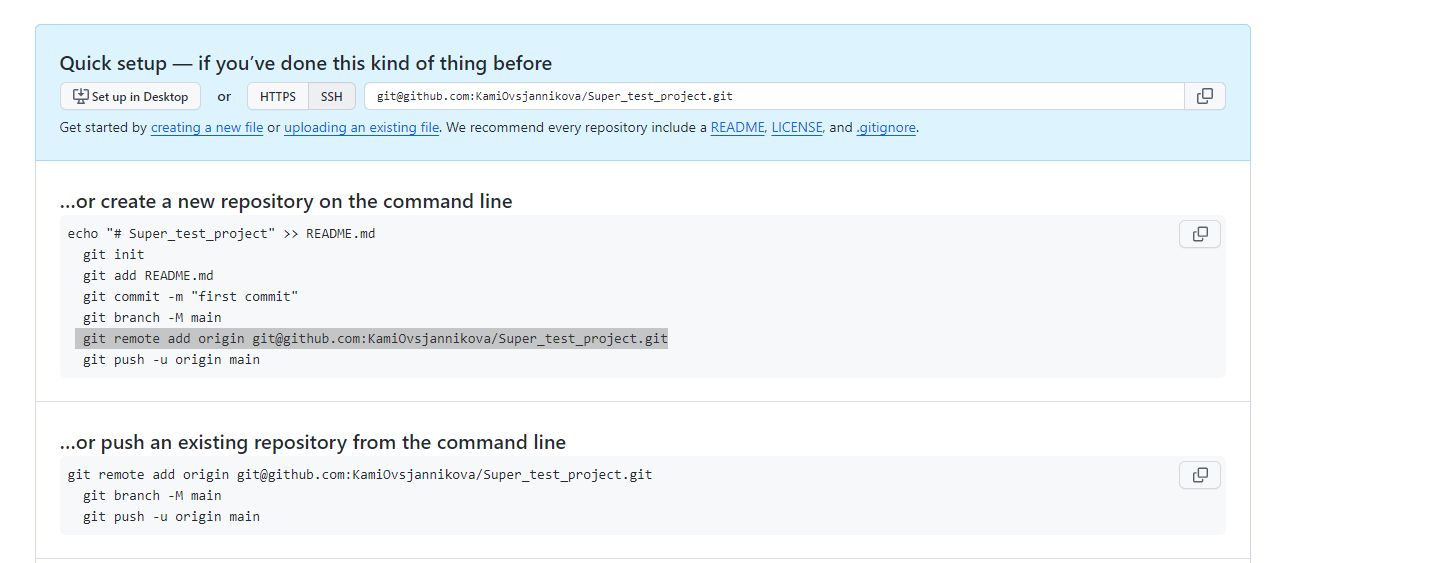 Quick setup — if you’ve done this kind of thing before
Set up in Desktop or HTTPS SSH git@github.com:KamiOvsjannikova/Super_test_project.git
Get started by creating a new file or uploading an existing file. We recommend every repository include a README, LICENSE, and .gitignore.
…or create a new repository on the command line
echo "# Super_test_project" >> README.md
git init
git add README.md
git commit -m "first commit"
git branch -M main
git remote add origin git@github.com:KamiOvsjannikova/Super_test_project.git
git push -u origin main
…or push an existing repository from the command line
git remote add origin git@github.com:KamiOvsjannikova/Super_test_project.git
git branch -M main
git push -u origin main